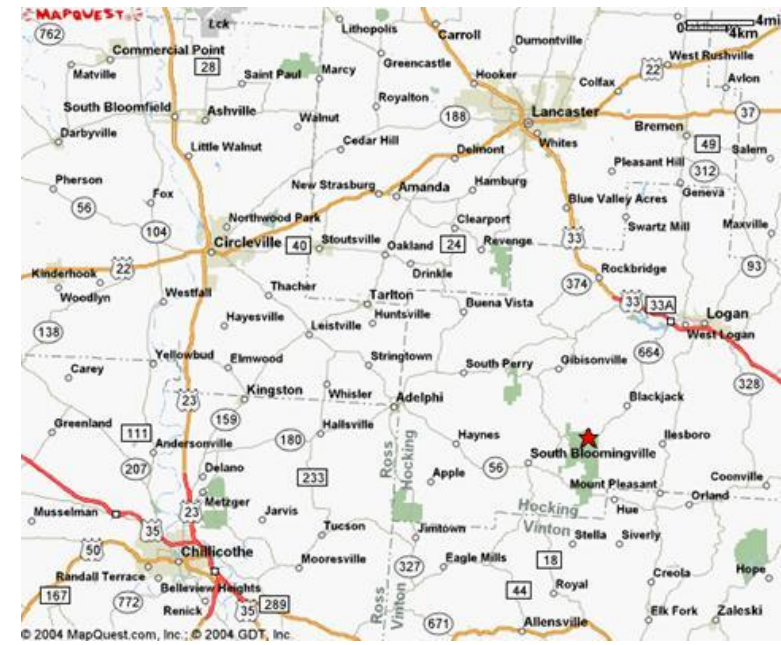 MAPQUEST
Lck
Lithopolis
Carroll
4mi
0
4km
762
Commercial Point
Dumontville
Greencastle
West Rushville
Matville
28
Saint Paul
Marcy
Hooker
Colfax
22
Avlon
Royalton
South Bloomfield
Ashville
Walnut
188
Lancaster
37
Darbyville
Cedar Hill
Whites
Bremen
49
Little Walnut
Delmont
Pleasant Hill
Salem
Pherson
312
Fox
New Strasburg
Amanda
Hamburg
Geneva
56
Northwood Park
Blue Valley Acres
104
Clearport
Swartz Mill
Maxville
Circleville
40
Stoutsville
Oakland
24
Revenge
33
Kinderhook
22
Drinkle
Rockbridge
93
Woodlyn
Westfall
Thacher
374
Tarlton
Buena Vista
33
33A
Logan
Hayesville
Huntsville
138
Leistville
West Logan
Yellowbud
Elmwood
Stringtown
South Perry
Gibisonville
664
Carey
328
Kingston
Whisler
Adelphi
Blackjack
23
159
Greenland
111
Hallsville
180
Ross
Hocking
Haynes
Ilesboro
Andersonville
56
South Bloomingville
207
Delano
233
Apple
Coonville
Metzger
Mount Pleasant
Orland
Musselman
23
Jarvis
Hocking
Vinton
Hue
35
Tucson
Jimtown
Stella
Siverly
50
Chillicothe
Mooresville
327
Eagle Mills
18
Hope
Randall Terrace
Creola
167
Belleview Heights
44
Royal
772
Renick
35
289
Ross
Vinton
671
Allensville
Elk Fork
Zaleski
© 2004 MapQuest.com, Inc.; © 2004 GDT, Inc.